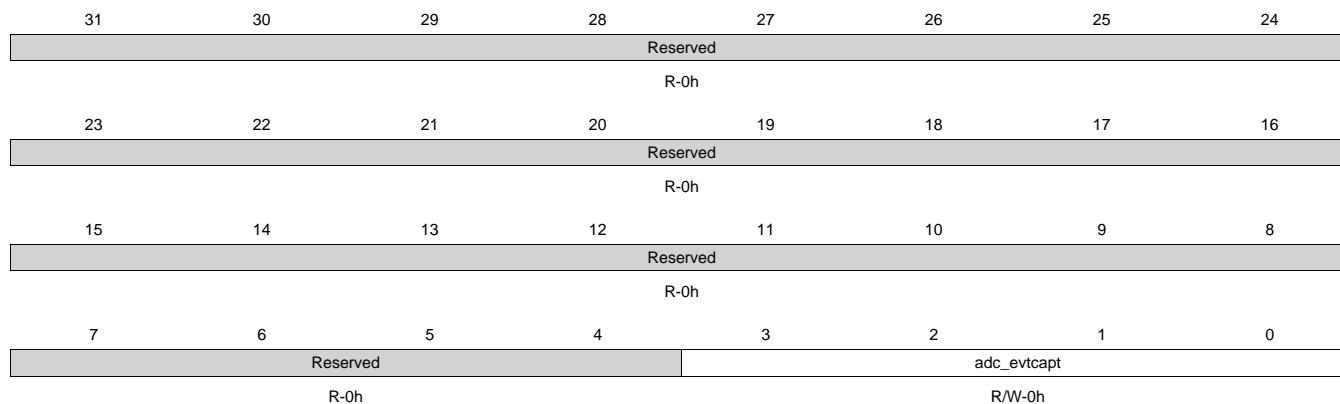 31 30 29 28 27 26 25 24
Reserved
R-0h
23 22 21 20 19 18 17 16
Reserved
R-0h
15 14 13 12 11 10 9 8
Reserved
R-0h
7 6 5 4 3 2 1 0
Reserved adc_evtcapt
R-0h R/W-0h